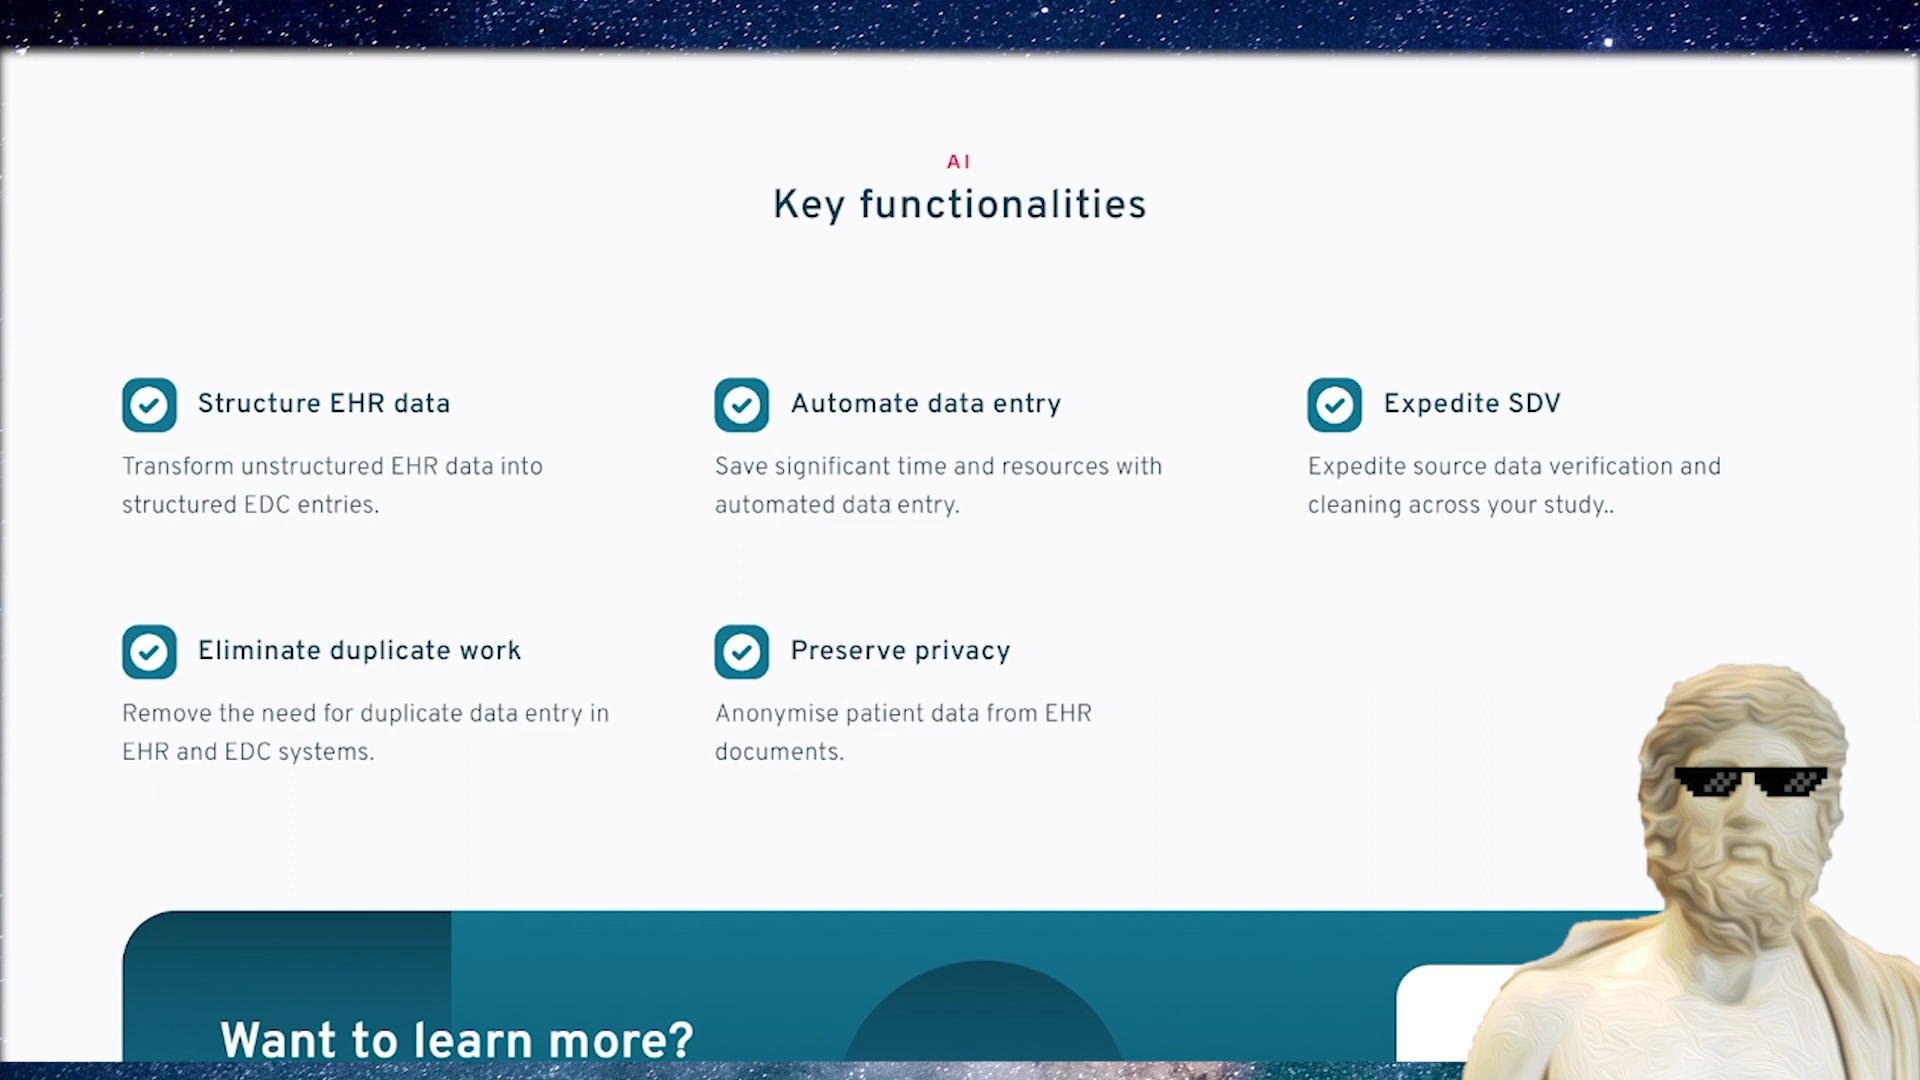 AI
Key functionalities
Structure EHR data
Transform unstructured EHR data into
structured EDC entries.
Automate data entry
Save significant time and resources with
automated data entry.
Expedite SDV
Expedite source data verification and
cleaning across your study..
Eliminate duplicate work
Remove the need for duplicate data entry in
EHR and EDC systems.
Preserve privacy
Anonymise patient data from EHR
documents.
Want to learn more?